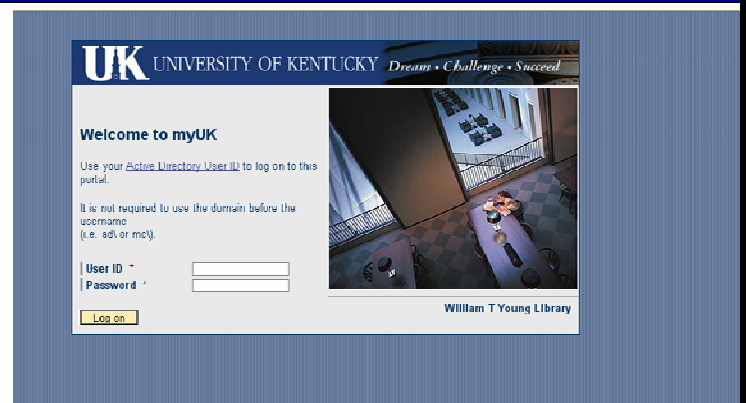 UK UNIVERSITY OF KENTUCKY Dream • Challenge • Succeed
Welcome to myUK
Use your Active Directory User ID to log on to this
portal.
It is not required to use the domain before the
username
(i.e. ad\ or mc\).
User ID *
Password *
Log on
William T Young Library